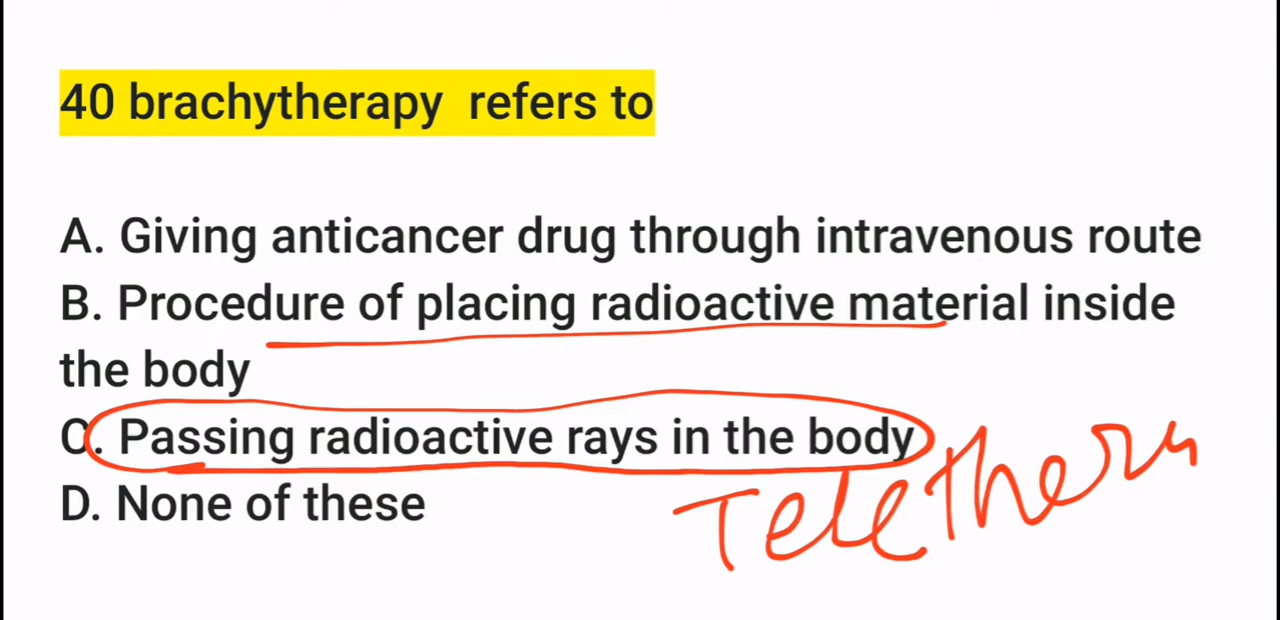 40 brachytherapy refers to
A. Giving anticancer drug through intravenous route
B. Procedure of placing radioactive material inside
the body
C. Passing radioactive rays in the body
D. None of these